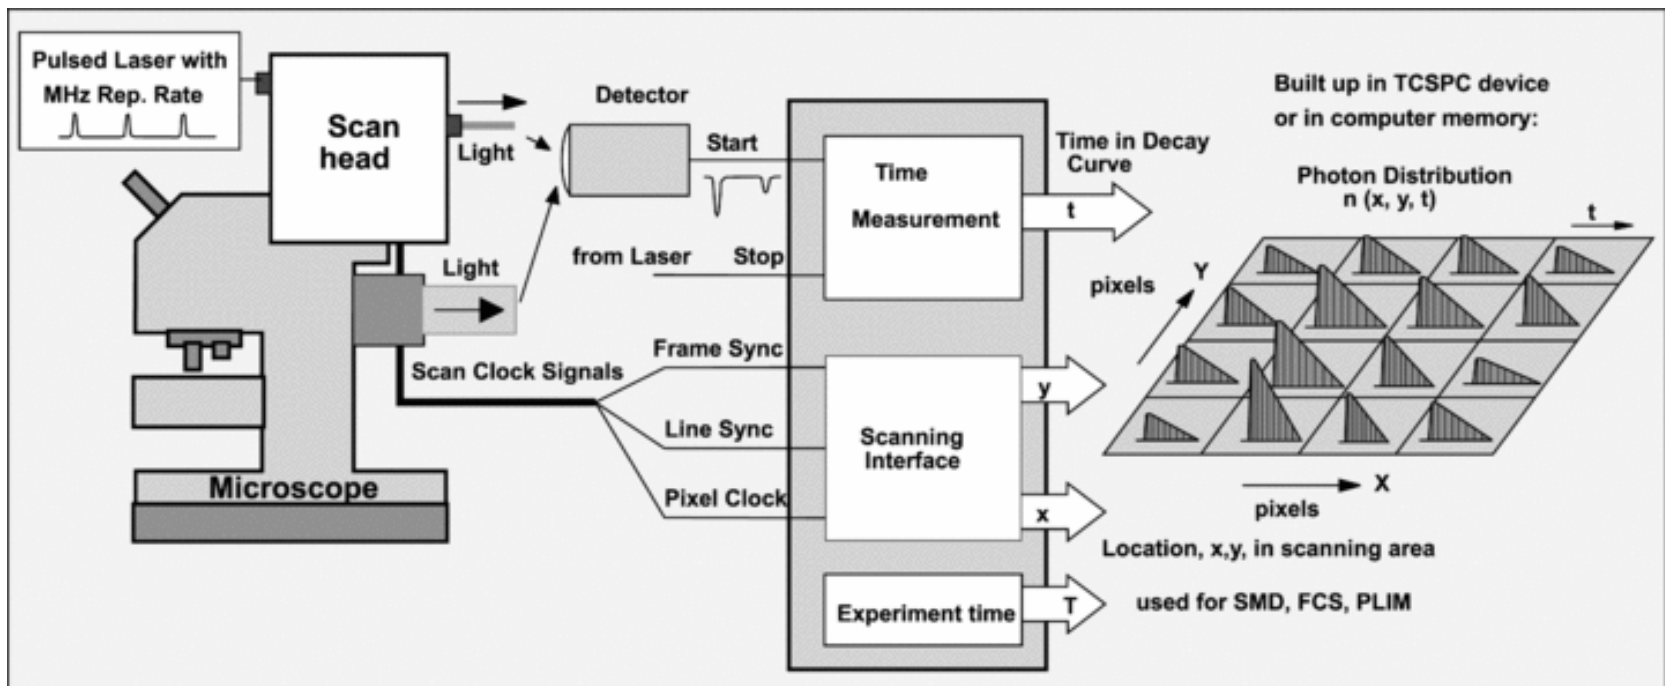 Pulsed Laser with
MHz Rep. Rate
Scan
head
Light
Detector
Start
Time
Measurement
Time in Decay
Curve
t
Built up in TCSPC device
or in computer memory:
Photon Distribution
n (x, y, t)
t
from Laser
Stop
Light
pixels
Y
Scan Clock Signals
Frame Sync
Line Sync
Pixel Clock
Scanning
Interface
y
x
X
pixels
Location, x,y, in scanning area
Microscope
Experiment time
T
used for SMD, FCS, PLIM